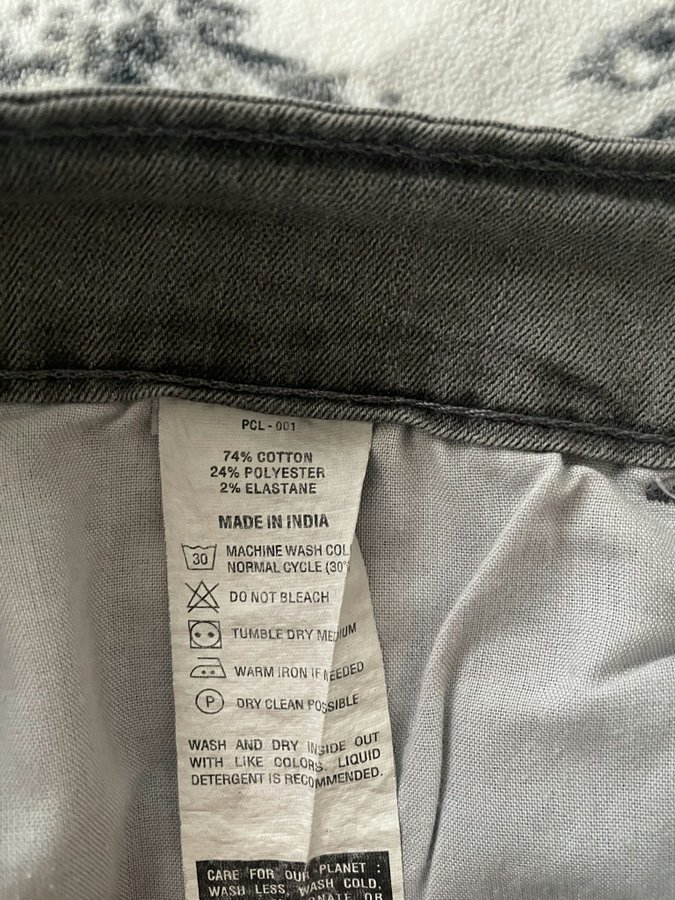 PCL - 001
74% COTTON
24% POLYESTER
2% ELASTANE
MADE IN INDIA
30
MACHINE WASH COL
NORMAL CYCLE (30°
DO NOT BLEACH
TUMBLE DRY MEDIUM
WARM IRON IF NEEDED
P
DRY CLEAN POSSIBLE
WASH AND DRY INSIDE OUT
WITH LIKE COLORS. LIQUID
DETERGENT IS RECOMMENDED.
CARE FOR OUR PLANET :
WASH LESS, WASH COLD,
OR